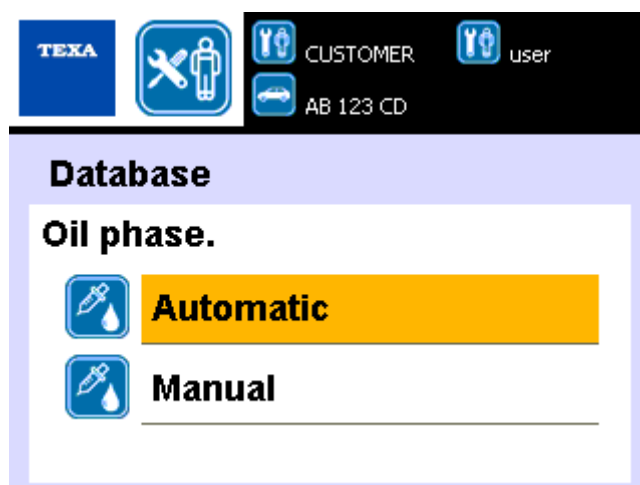 TEXA
CUSTOMER
user
AB 123 CD
Database
Oil phase.
Automatic
Manual